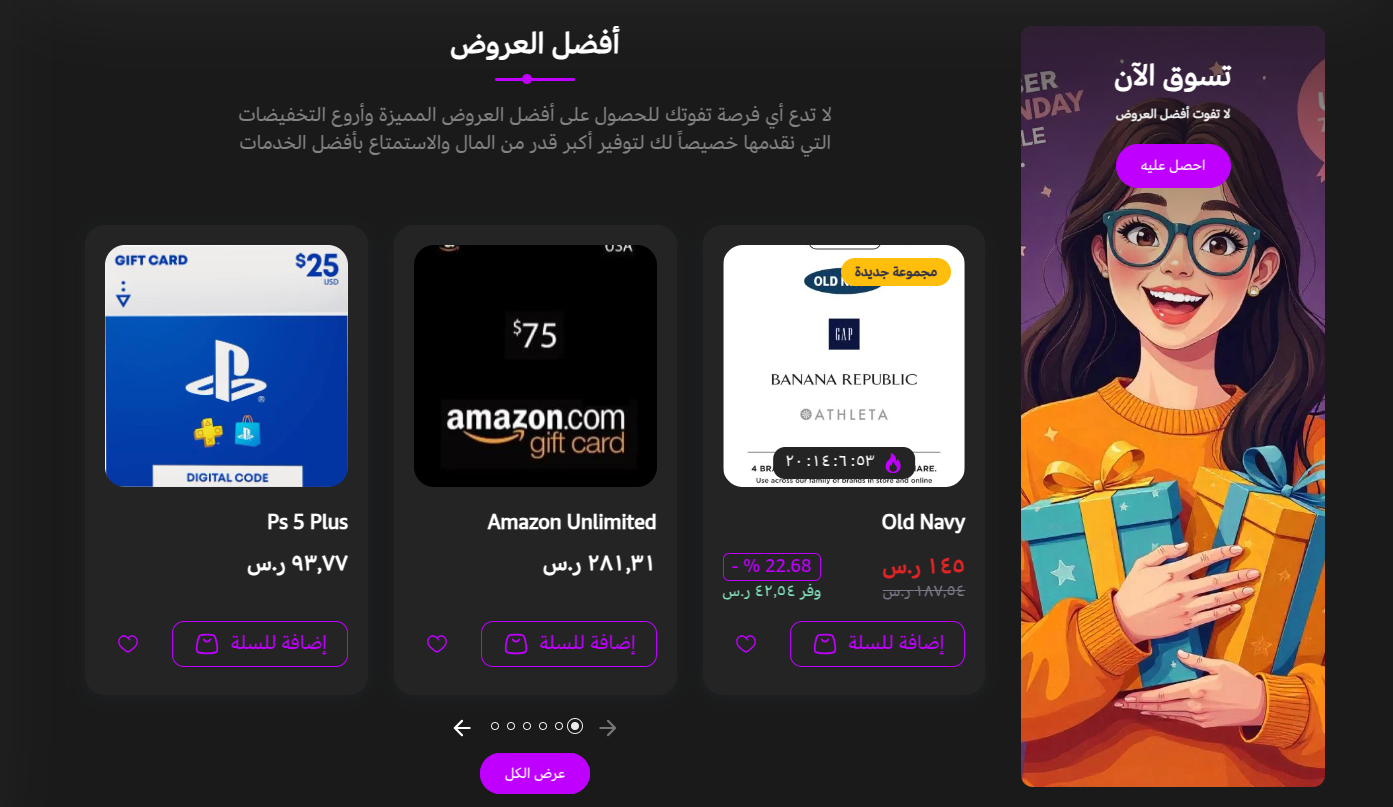 أفضل العروض
لا تدع أي فرصة تفوتك للحصول على أفضل العروض المميزة وأروع التخفيضات
التي نقدمها خصيصاً لك لتوفير أكبر قدر من المال والاستمتاع بأفضل الخدمات
تسوق الآن
لا تفوت أفضل العروض
احصل عليه
NDAY
LE
مجموعة جديدة
OLD
GAP
BANANA REPUBLIC
ATHLETA
٢٠:١٤:٦:٥٣
Use across our family of brands in store and online
Old Navy
١٤٥ ر.س
١٨٧,٥٤ ر.س
- % 22.68
وفر ٤٢,٥٤ ر.س
إضافة للسلة
USA
$75
amazon.com
gift card
Amazon Unlimited
٢٨١,٣١ ر.س
إضافة للسلة
GIFT CARD
$25
USD
DIGITAL CODE
Ps 5 Plus
٩٣,٧٧ ر.س
إضافة للسلة
عرض الكل